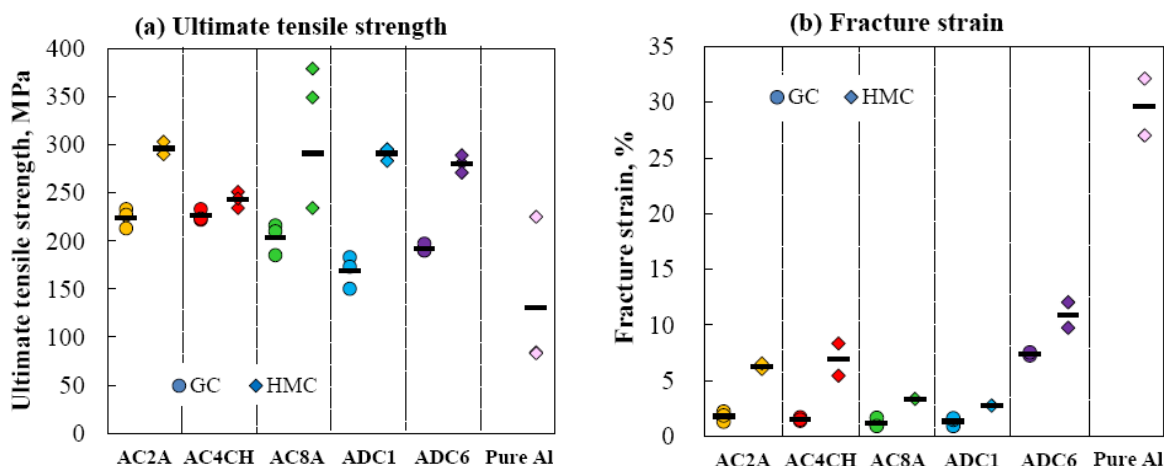 (a) Ultimate tensile strength
Ultimate tensile strength, MPa
400
350
300
250
200
150
100
50
0
GC HMC
AC2A AC4CH AC8A ADC1 ADC6 Pure Al
(b) Fracture strain
Fracture strain, %
35
30
25
20
15
10
5
0
GC HMC
AC2A AC4CH AC8A ADC1 ADC6 Pure Al